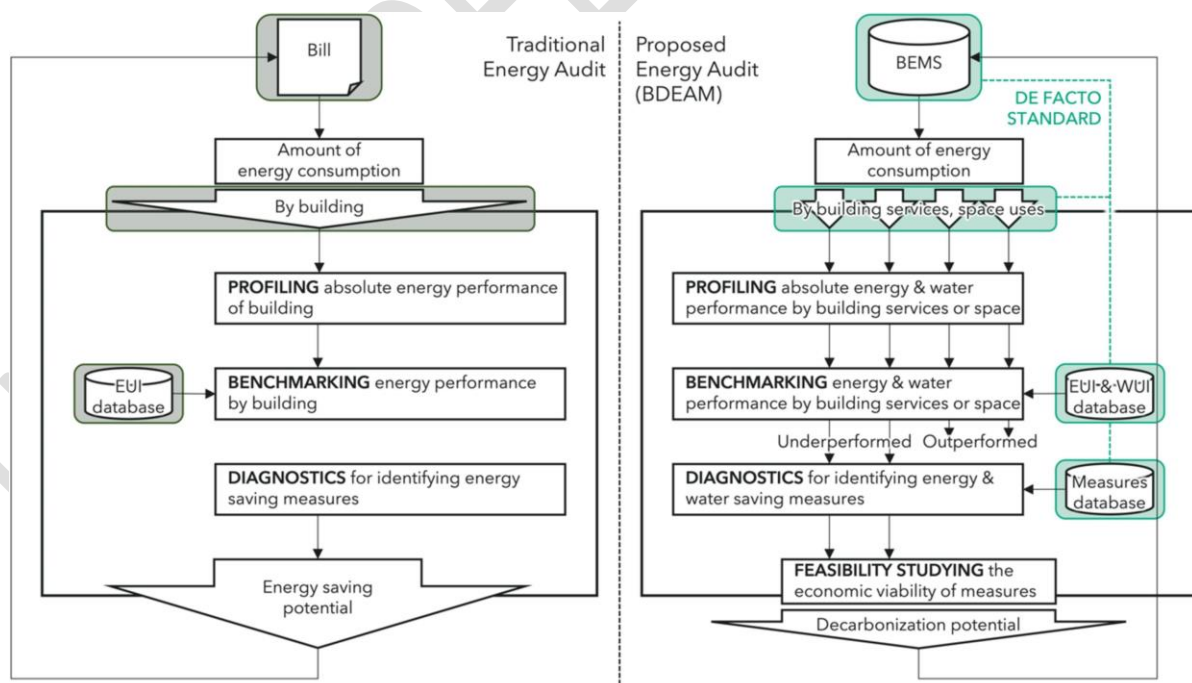 Bill
Traditional
Energy Audit
Amount of
energy consumption
By building
PROFILING absolute energy performance
of building
EUI
database
BENCHMARKING energy performance
by building
DIAGNOSTICS for identifying energy
saving measures
Energy saving
potential
Proposed
Energy Audit
(BDEAM)
BEMS
DE FACTO
STANDARD
Amount of energy
consumption
By building services, space uses
PROFILING absolute energy & water
performance by building services or space
BENCHMARKING energy & water
performance by building services or space
EUI & WUI
database
Underperformed Outperformed
DIAGNOSTICS for identifying energy &
water saving measures
Measures
database
FEASIBILITY STUDYING the
economic viability of measures
Decarbonization potential